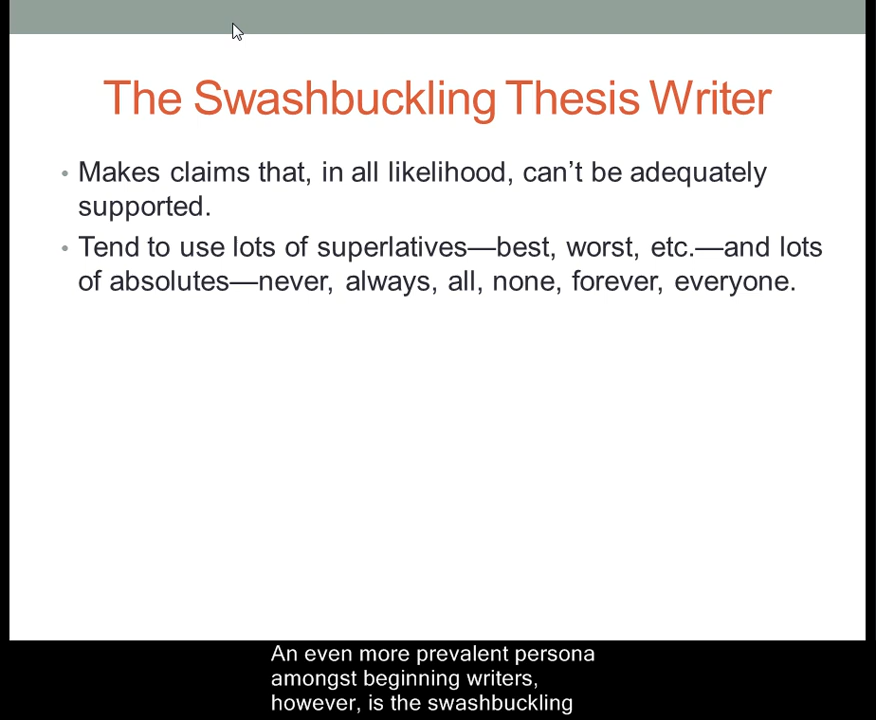 The Swashbuckling Thesis Writer
• Makes claims that, in all likelihood, can’t be adequately
supported.
• Tend to use lots of superlatives—best, worst, etc.—and lots
of absolutes—never, always, all, none, forever, everyone.
An even more prevalent persona
amongst beginning writers,
however, is the swashbuckling